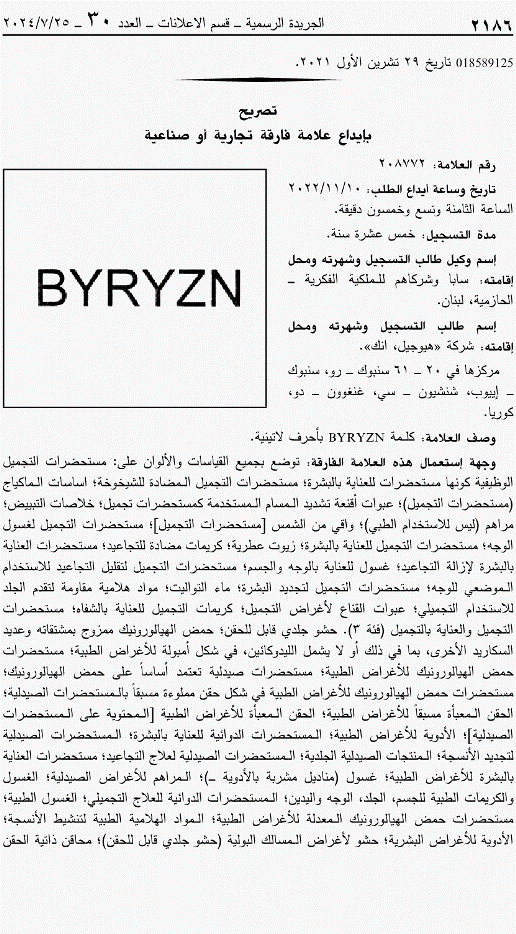 ٢١٨٦ الجريدة الرسمية ــ قسم الاعلانات ــ العدد ٣٠ ــ ٢٠٢٤/٧/٢٥
018589125 تاريخ ٢٩ تشرين الأول ٢٠٢١.
تصريح
بإيداع علامة فارقة تجارية أو صناعية
رقم العلامة: ٢٠٨٧٧٢
تاريخ وساعة أيداع الطلب: ٢٠٢٢/١١/١٠
الساعة الثامنة وتسع وخمسون دقيقة.
مدة التسجيل: خمس عشرة سنة.
إسم وكيل طالب التسجيل وشهرته ومحل
إقامته: سابا وشركاهم للملكية الفكرية ــ
الحازمية، لبنان.
إسم طالب التسجيل وشهرته ومحل
إقامته: شركة «هيوجيل، انك».
مركزها في ٢٠ ــ ٦١ سنبوك ــ رو، سنبوك
ــ إييوب، شنشيون ــ سي، غنغوون ــ دو،
كوريا.
BYRYZN
وصف العلامة: كلمة BYRYZN بأحرف لاتينية.
وجهة إستعمال هذه العلامة الفارقة: توضع بجميع القياسات والألوان على: مستحضرات التجميل
الوظيفية كونها مستحضرات للعناية بالبشرة؛ مستحضرات التجميل المضادة للشيخوخة؛ اساسات الماكياج
(مستحضرات التجميل)؛ عبوات أقنعة تشديد المسام المستخدمة كمستحضرات تجميل؛ خلاصات التبييض؛
مراهم (ليس للاستخدام الطبي)؛ واقي من الشمس [مستحضرات التجميل]؛ مستحضرات التجميل لغسول
الوجه؛ مستحضرات التجميل للعناية بالبشرة؛ زيوت عطرية؛ كريمات مضادة للتجاعيد؛ مستحضرات العناية
بالبشرة لإزالة التجاعيد؛ غسول للعناية بالوجه والجسم؛ مستحضرات التجميل لتقليل التجاعيد للاستخدام
الموضعي للوجه؛ مستحضرات التجميل لتجديد البشرة؛ ماء التواليت؛ مواد هلامية مقاومة لتقدم الجلد
للاستخدام التجميلي؛ عبوات القناع لأغراض التجميل؛ كريمات التجميل للعناية بالشفاه؛ مستحضرات
التجميل والعناية بالتجميل (فئة ٣). حشو جلدي قابل للحقن؛ حمض الهيالورونيك ممزوج بمشتقاته وعديد
السكاريد الأخرى، بما في ذلك أو لا يشمل الليدوكائين، في شكل أمبولة للأغراض الطبية؛ مستحضرات
حمض الهيالورونيك للأغراض الطبية؛ مستحضرات صيدلية تعتمد أساساً على حمض الهيالورونيك؛
مستحضرات حمض الهيالورونيك للأغراض الطبية في شكل حقن مملوءة مسبقاً بالمستحضرات الصيدلية؛
الحقن المعبأة مسبقاً للأغراض الطبية؛ الحقن المعبأة للأغراض الطبية [المحتوية على المستحضرات
الصيدلية]؛ الأدوية للأغراض الطبية؛ المستحضرات الدوائية للعناية بالبشرة؛ المستحضرات الصيدلية
لتجديد الأنسجة؛ المنتجات الصيدلية الجلدية؛ المستحضرات الصيدلية لعلاج التجاعيد؛ مستحضرات العناية
بالبشرة للأغراض الطبية؛ غسول (مناديل مشربة بالأدوية ــ)؛ المراهم للأغراض الصيدلية؛ الغسول
والكريمات الطبية للجسم، الجلد، الوجه واليدين؛ المستحضرات الدوائية للعلاج التجميلي؛ الغسول الطبية؛
مستحضرات حمض الهيالورونيك المعدلة للأغراض الطبية؛ المواد الهلامية الطبية لتنشيط الأنسجة؛
الأدوية للأغراض البشرية؛ حشو لأغراض المسالك البولية (حشو جلدي قابل للحقن)؛ محاقن ذاتية الحقن